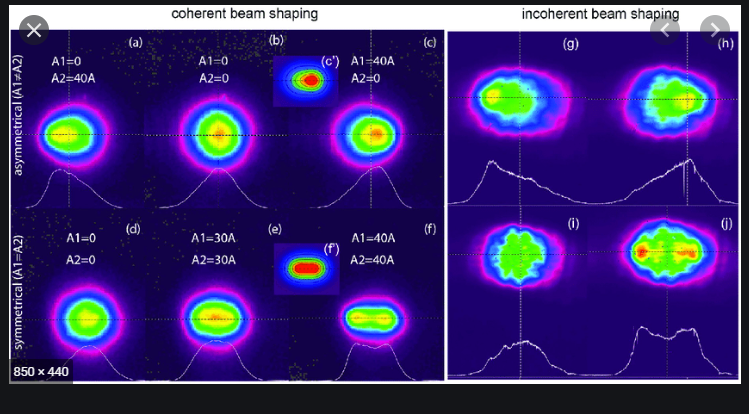 coherent beam shaping
incoherent beam shaping
asymmetrical (A1≠A2)
(a)
A1=0
A2=40A
(b)
A1=0
A2=0
(c')
(c)
A1=40A
A2=0
(g)
(h)
symmetrical (A1=A2)
(d)
A1=0
A2=0
(e)
A1=30A
A2=30A
(f')
(f)
A1=40A
A2=40A
(i)
(j)
850 × 440